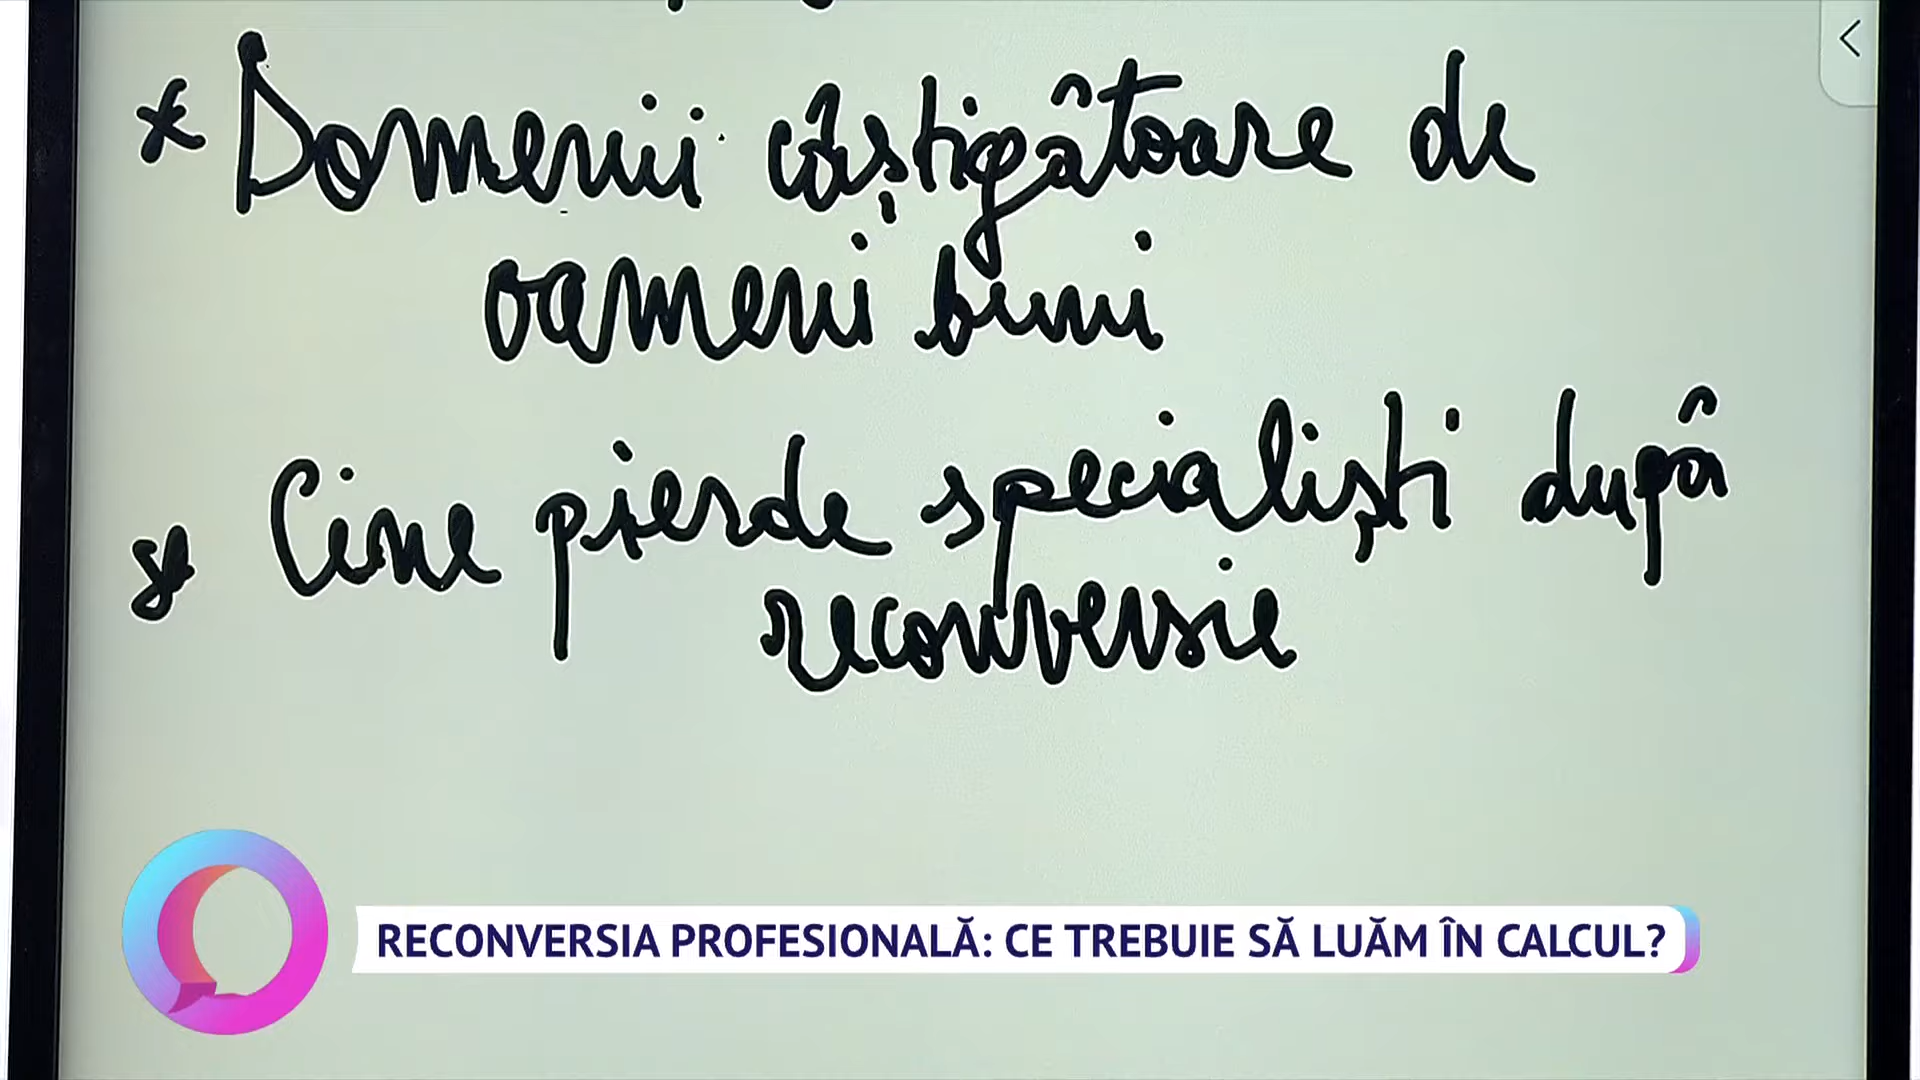 * Domenii câștigătoare de
oameni buni
* Cine pierde specialiști după
reconversie
RECONVERSIA PROFESIONALĂ: CE TREBUIE SĂ LUĂM ÎN CALCUL?